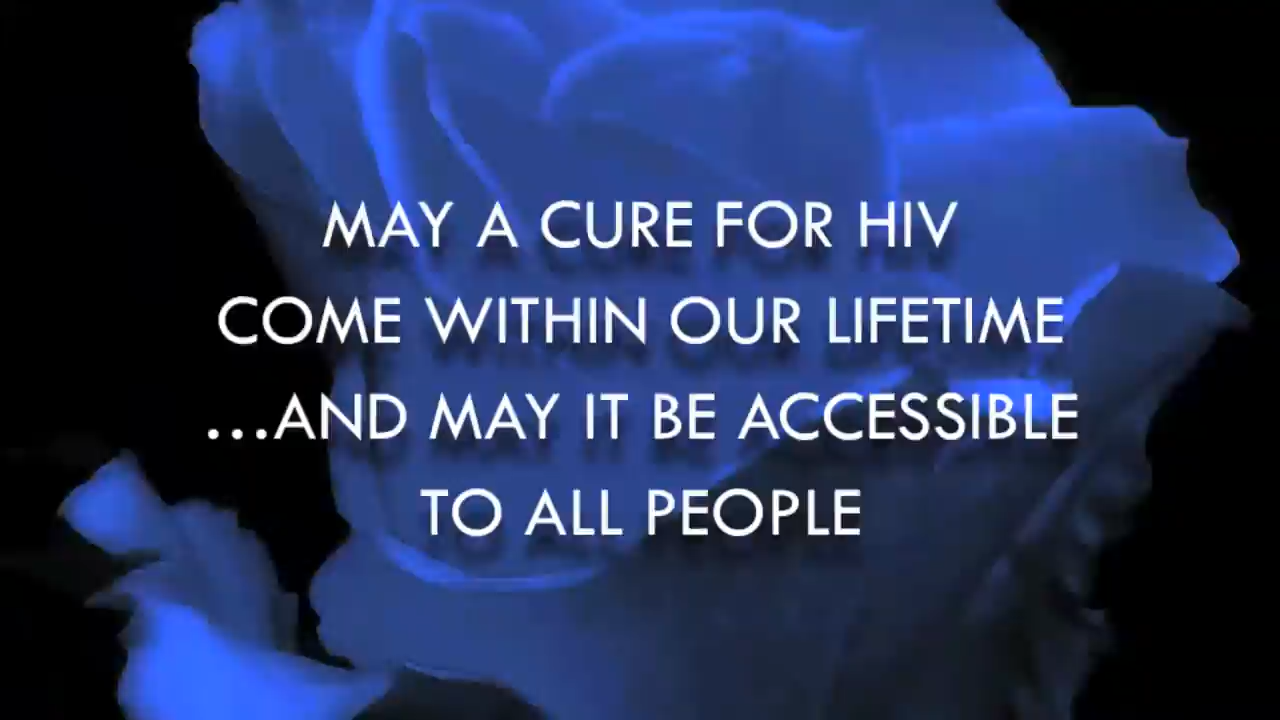 MAY A CURE FOR HIV
COME WITHIN OUR LIFETIME
...AND MAY IT BE ACCESSIBLE
TO ALL PEOPLE